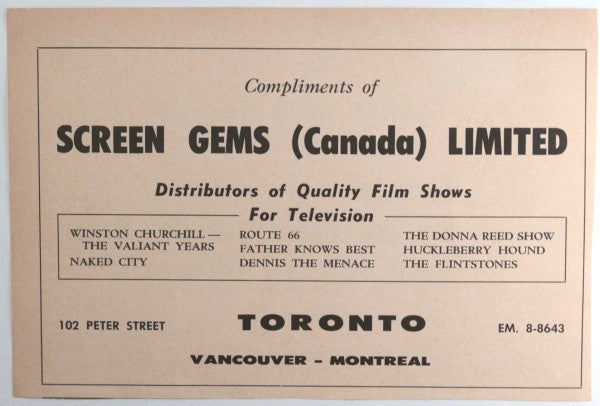 Compliments of
SCREEN GEMS (Canada) LIMITED
Distributors of Quality Film Shows
For Television
WINSTON CHURCHILL —
THE VALIANT YEARS
NAKED CITY
ROUTE 66
FATHER KNOWS BEST
DENNIS THE MENACE
THE DONNA REED SHOW
HUCKLEBERRY HOUND
THE FLINTSTONES
102 PETER STREET
TORONTO
EM. 8-8643
VANCOUVER – MONTREAL